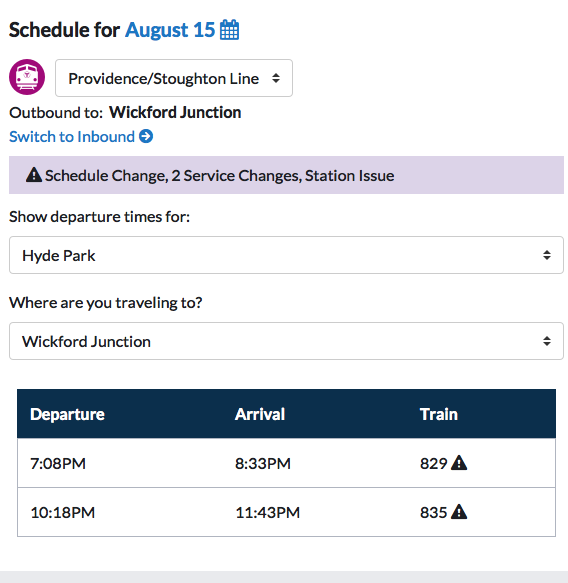 Schedule for August 15
Providence/Stoughton Line
Outbound to: Wickford Junction
Switch to Inbound
Schedule Change, 2 Service Changes, Station Issue
Show departure times for:
Hyde Park
Where are you traveling to?
Wickford Junction
Departure Arrival Train
7:08PM 8:33PM 829
10:18PM 11:43PM 835